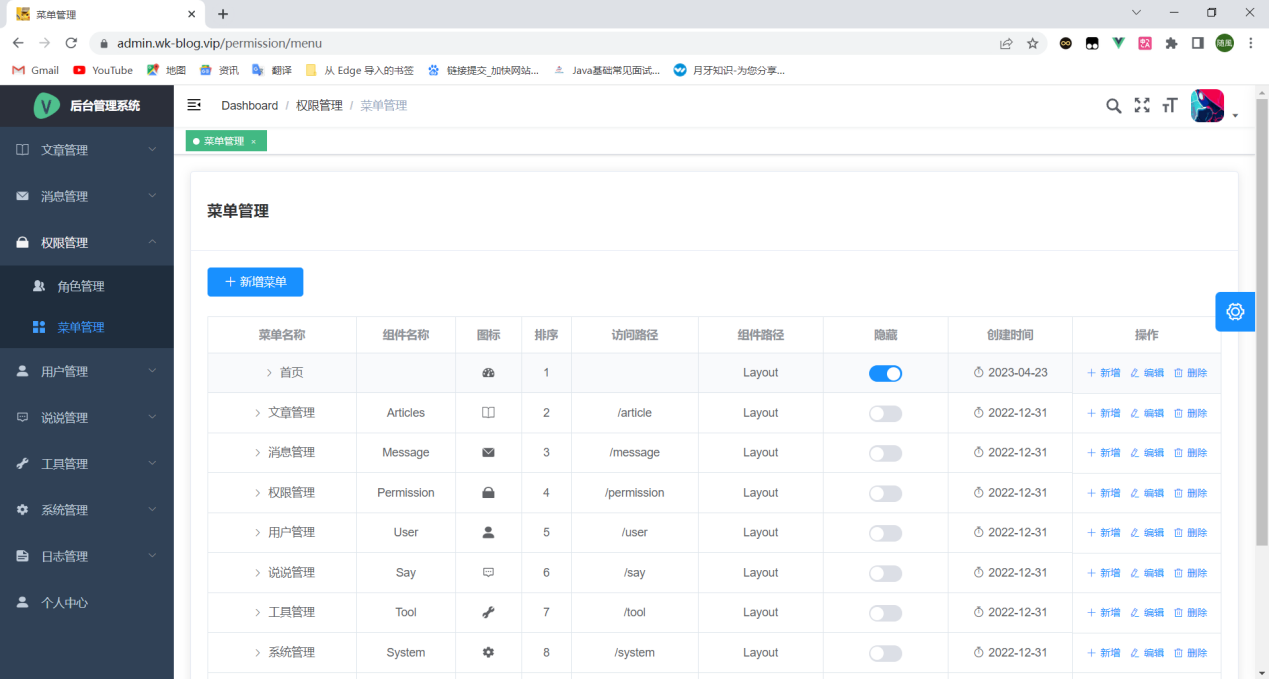 菜单管理
admin.wk-blog.vip/permission/menu
随風
Gmail YouTube 地图 资讯 翻译 从 Edge 导入的书签 链接提交_加快网站... Java基础常见面试... 月牙知识-为您分享...
V 后台管理系统
Dashboard / 权限管理 / 菜单管理
菜单管理 ×
文章管理
消息管理
权限管理
角色管理
菜单管理
用户管理
说说管理
工具管理
系统管理
日志管理
个人中心
菜单管理
+ 新增菜单
菜单名称 组件名称 图标 排序 访问路径 组件路径 隐藏 创建时间 操作
首页 1 Layout 2023-04-23 + 新增 编辑 删除
文章管理 Articles 2 /article Layout 2022-12-31 + 新增 编辑 删除
消息管理 Message 3 /message Layout 2022-12-31 + 新增 编辑 删除
权限管理 Permission 4 /permission Layout 2022-12-31 + 新增 编辑 删除
用户管理 User 5 /user Layout 2022-12-31 + 新增 编辑 删除
说说管理 Say 6 /say Layout 2022-12-31 + 新增 编辑 删除
工具管理 Tool 7 /tool Layout 2022-12-31 + 新增 编辑 删除
系统管理 System 8 /system Layout 2022-12-31 + 新增 编辑 删除